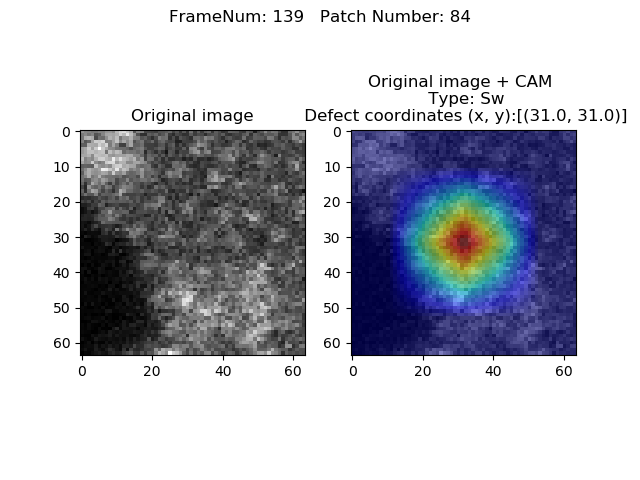 FrameNum: 139   Patch Number: 84
Original image
Original image + CAM
Type: Sw
Defect coordinates (x, y):[(31.0, 31.0)]
0
10
20
30
40
50
60
0 20 40 60
0
10
20
30
40
50
60
0 20 40 60